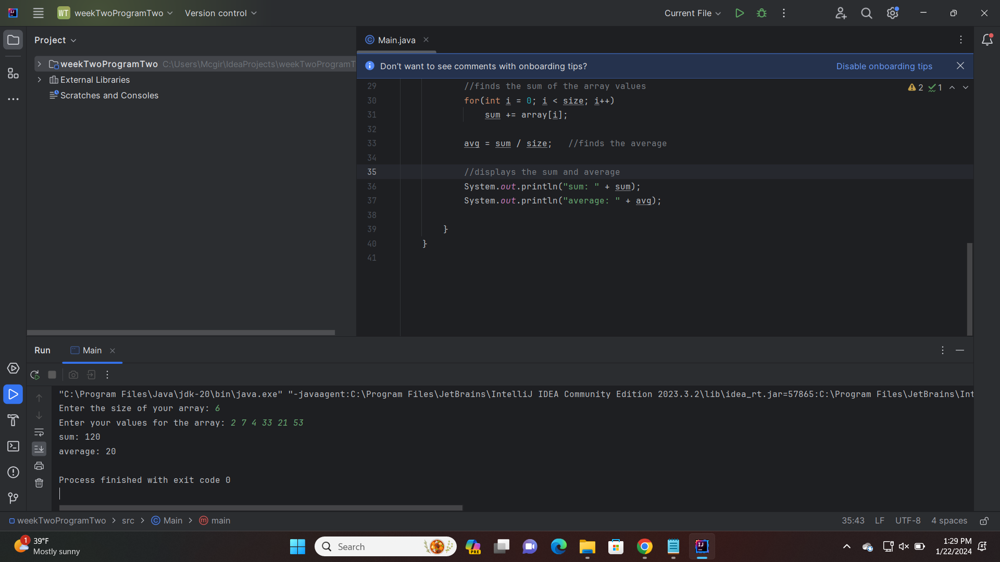 WT weekTwoProgramTwo Version control Current File
Project
Main.java
weekTwoProgramTwo C:\Users\Mcgir\IdeaProjects\weekTwoProgramT
External Libraries
Scratches and Consoles
Don't want to see comments with onboarding tips? Disable onboarding tips
2 1
29 //finds the sum of the array values
30 for(int i = 0; i < size; i++)
31 sum += array[i];
32
33 avg = sum / size; //finds the average
34
35 //displays the sum and average
36 System.out.println("sum: " + sum);
37 System.out.println("average: " + avg);
38
39 }
40 }
41
Run Main
"C:\Program Files\Java\jdk-20\bin\java.exe" "-javaagent:C:\Program Files\JetBrains\IntelliJ IDEA Community Edition 2023.3.2\lib\idea_rt.jar=57865:C:\Program Files\JetBrains\Int
Enter the size of your array: 6
Enter your values for the array: 2 7 4 33 21 53
sum: 120
average: 20
Process finished with exit code 0
weekTwoProgramTwo > src > Main > main 35:43 LF UTF-8 4 spaces
1 39°F
Mostly sunny
Search
PRE
IJ
1:29 PM
1/22/2024